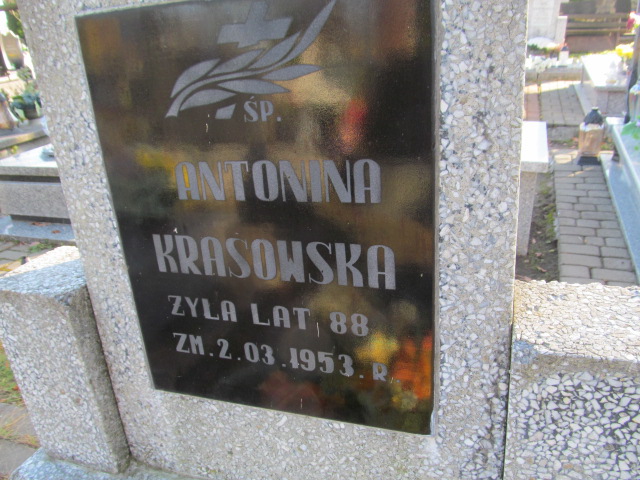 ŚP.
ANTONINA
KRASOWSKA
ŻYŁA LAT 88
ZM. 2.03.1953.R.